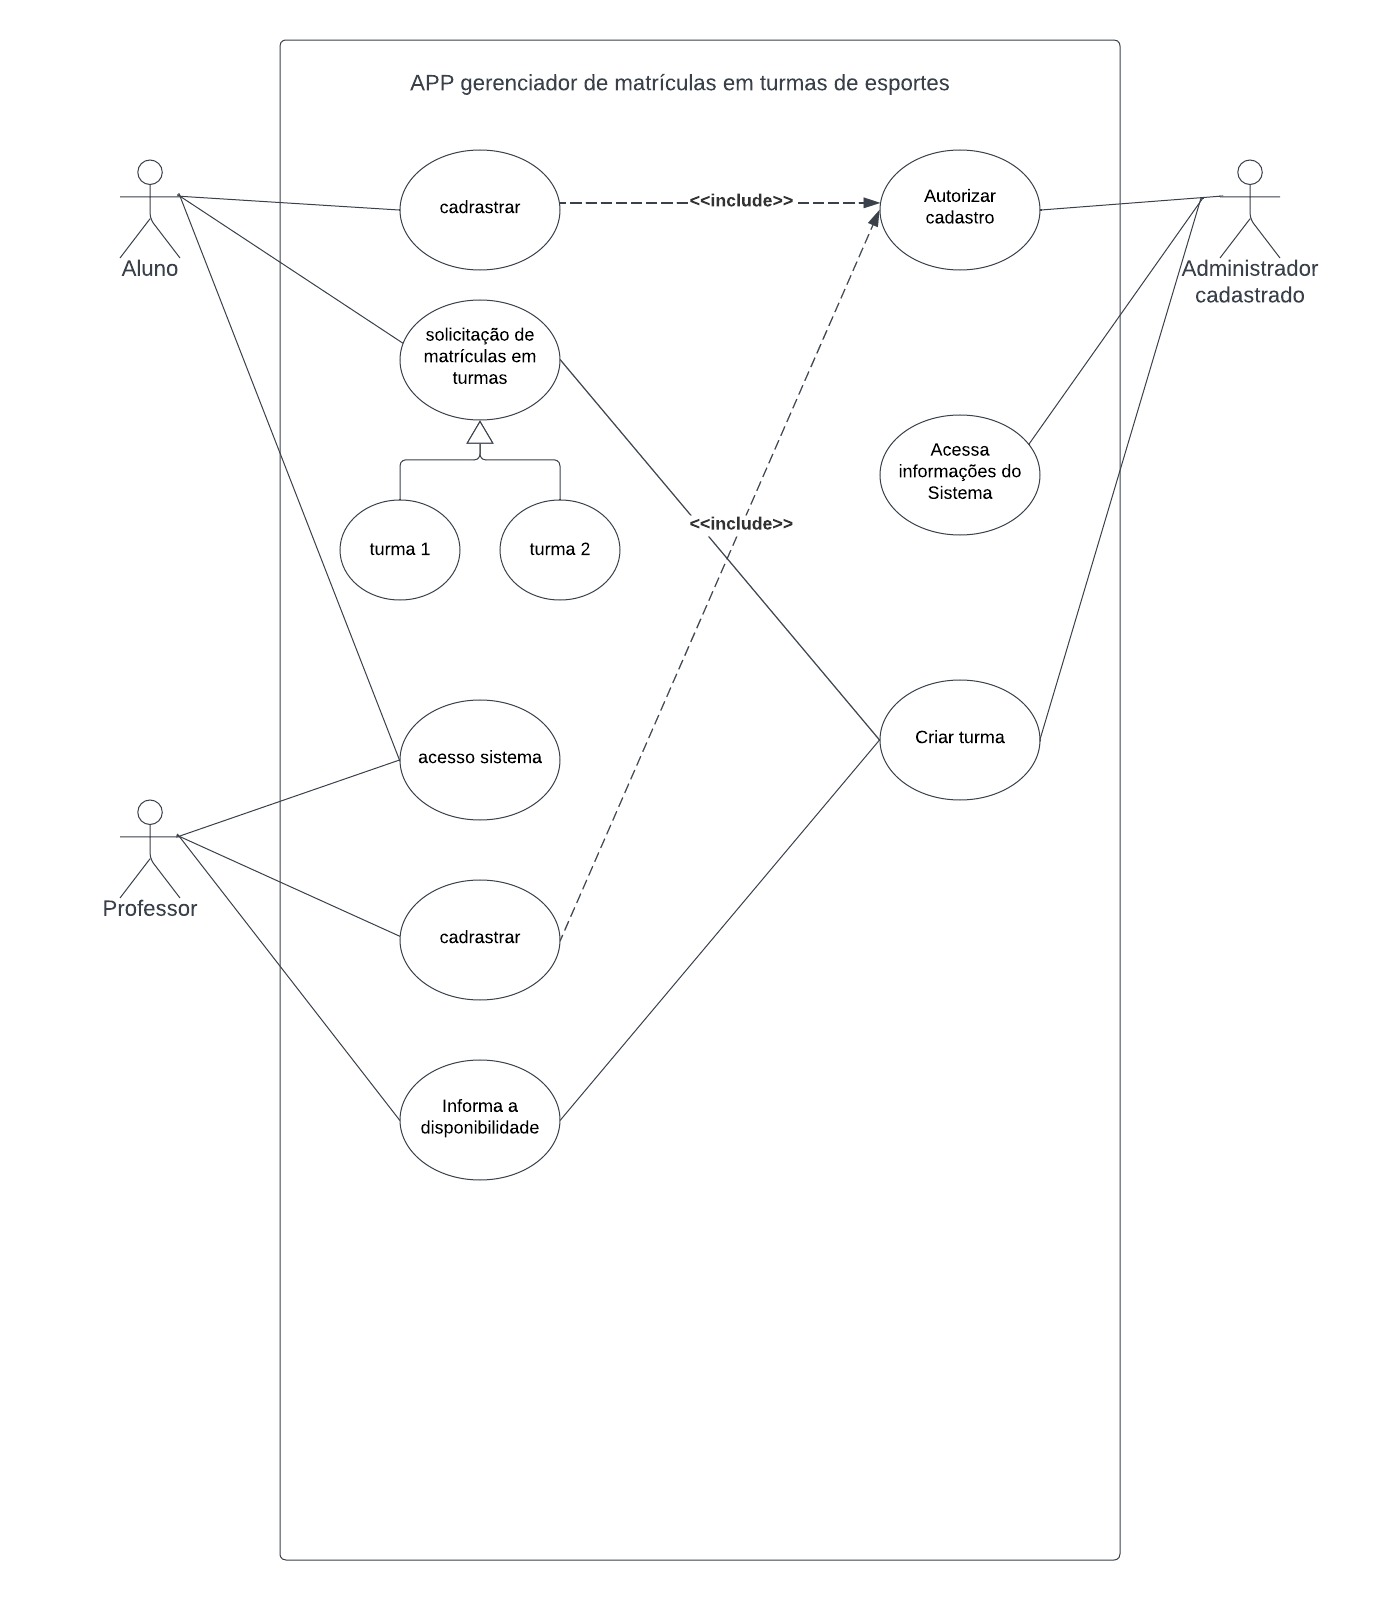 APP gerenciador de matrículas em turmas de esportes
cadrastrar
<<include>>
Autorizar
cadastro
Aluno
Administrador
cadastrado
solicitação de
matrículas em
turmas
Acessa
informações do
Sistema
<<include>>
turma 1
turma 2
acesso sistema
Criar turma
Professor
cadrastrar
Informa a
disponibilidade